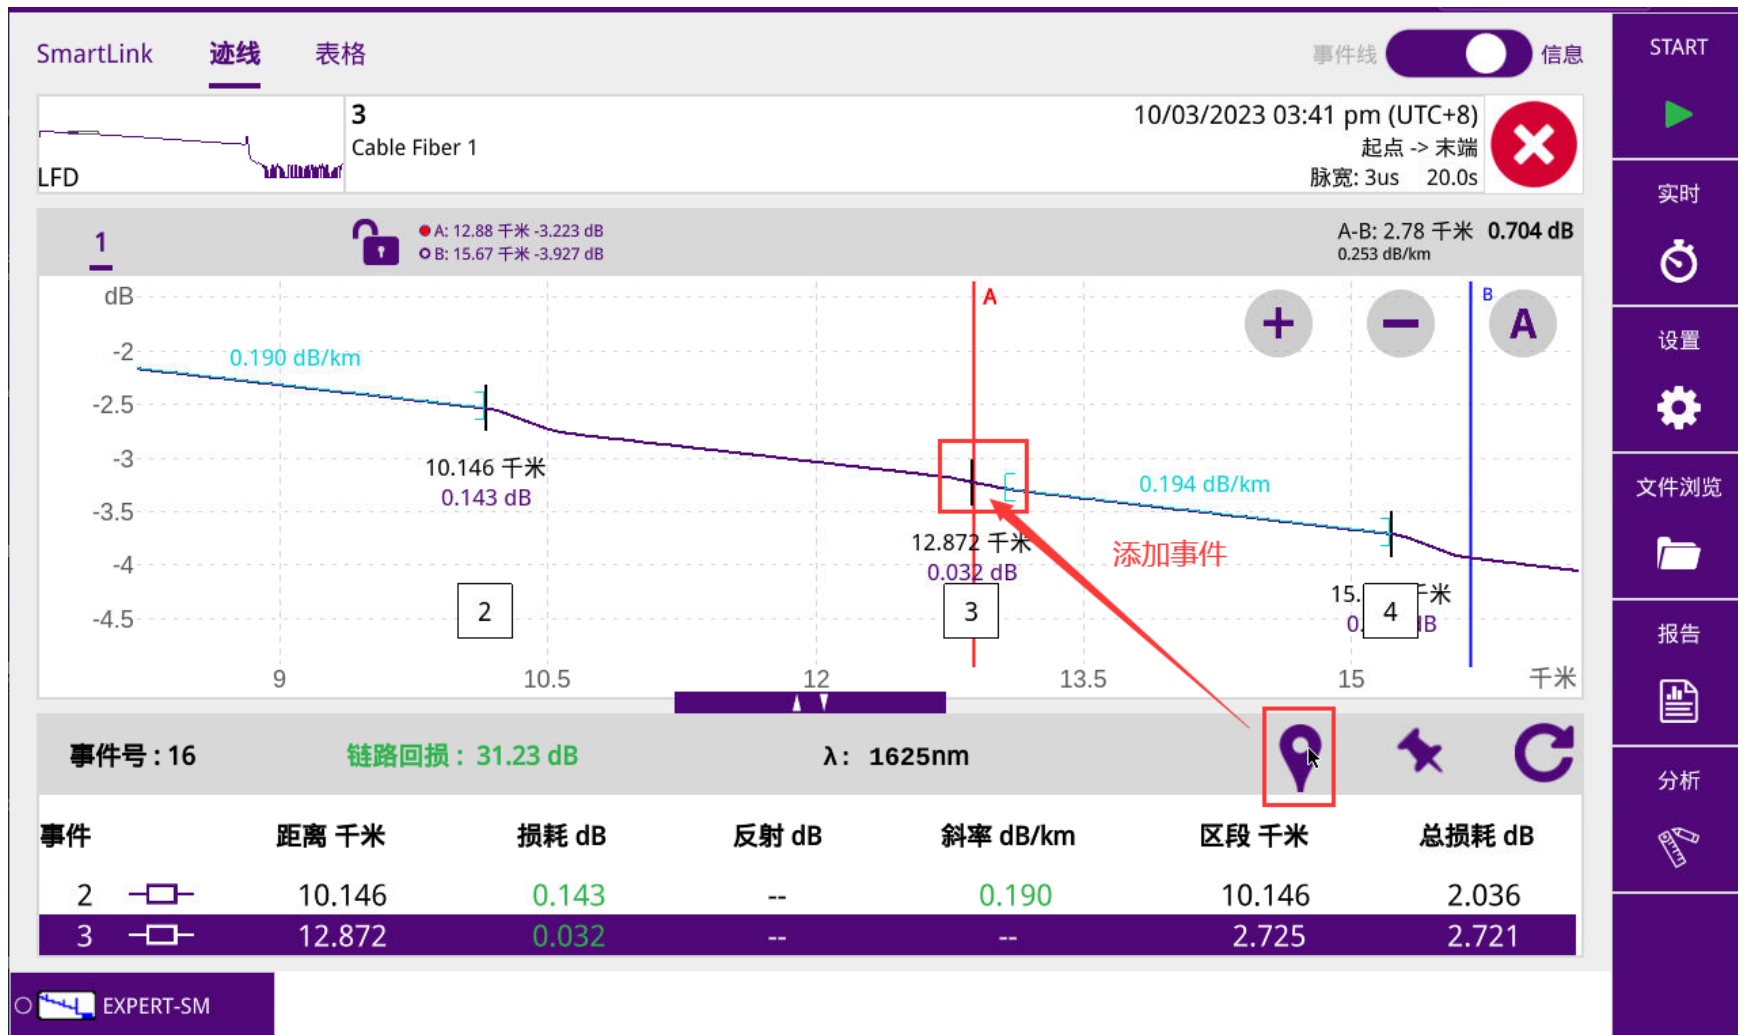 SmartLink 迹线 表格 事件线 信息
START
3
Cable Fiber 1
LFD
10/03/2023 03:41 pm (UTC+8)
起点 -> 末端
脉宽: 3us 20.0s
实时
1
A: 12.88 千米 -3.223 dB
B: 15.67 千米 -3.927 dB
A-B: 2.78 千米 0.704 dB
0.253 dB/km
设置
dB
-2
-2.5
-3
-3.5
-4
-4.5
A
B
+
−
A
0.190 dB/km
10.146 千米
0.143 dB
12.872 千米
0.032 dB
0.194 dB/km
添加事件
15. 千米
0. dB
2
3
4
9 10.5 12 13.5 15 千米
文件浏览
报告
分析
事件号 : 16 链路回损 : 31.23 dB λ: 1625nm
事件 距离 千米 损耗 dB 反射 dB 斜率 dB/km 区段 千米 总损耗 dB
2 10.146 0.143 -- 0.190 10.146 2.036
3 12.872 0.032 -- -- 2.725 2.721
EXPERT-SM